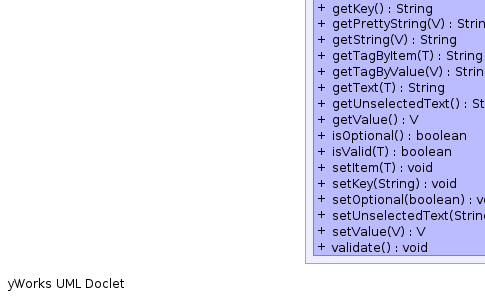 + getKey() : String
+ getPrettyString(V) : Strin
+ getString(V) : String
+ getTagByItem(T) : String
+ getTagByValue(V) : Strin
+ getText(T) : String
+ getUnselectedText() : St
+ getValue() : V
+ isOptional() : boolean
+ isValid(T) : boolean
+ setItem(T) : void
+ setKey(String) : void
+ setOptional(boolean) : vo
+ setUnselectedText(String
+ setValue(V) : V
+ validate() : void
yWorks UML Doclet